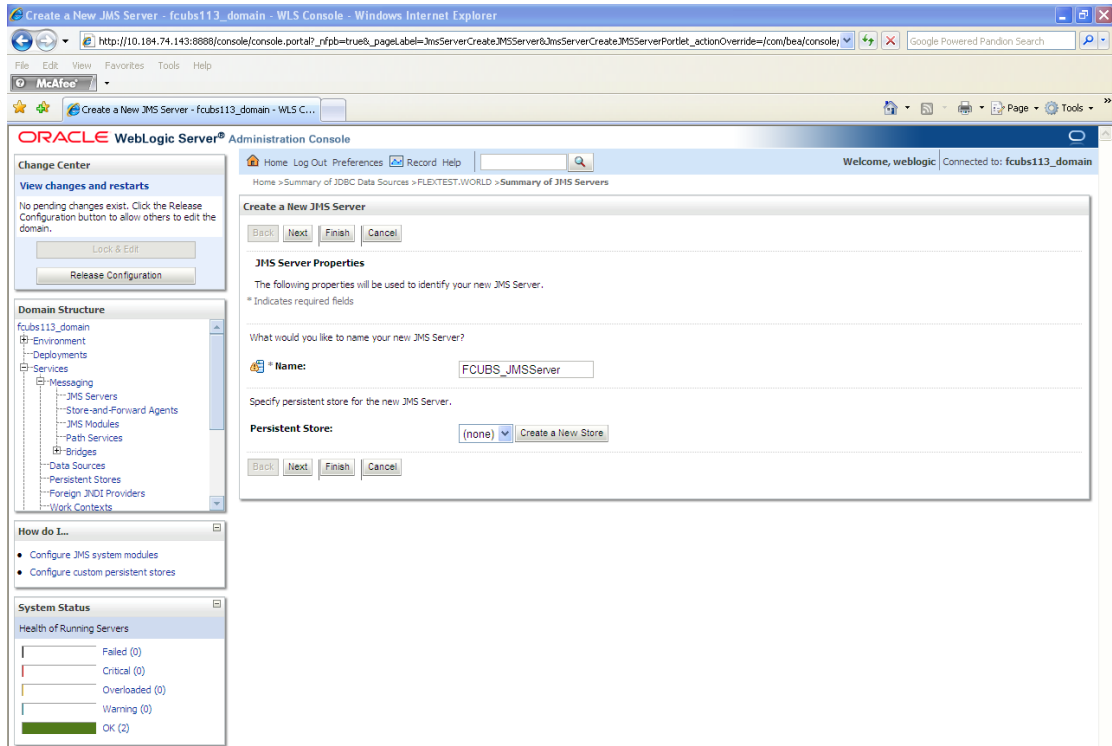 Create a New JMS Server - fcubs113_domain - WLS Console - Windows Internet Explorer
http://10.184.74.143:8888/console/console.portal?_nfpb=true&_pageLabel=JmsServerCreateJMSServer&JmsServerCreateJMSServerPortlet_actionOverride=/com/bea/console/
Google Powered Pandion Search
File Edit View Favorites Tools Help
McAfee
Create a New JMS Server - fcubs113_domain - WLS C...
Page Tools
ORACLE WebLogic Server® Administration Console
Change Center
View changes and restarts
No pending changes exist. Click the Release
Configuration button to allow others to edit the
domain.
Lock & Edit
Release Configuration
Domain Structure
fcubs113_domain
Environment
Deployments
Services
Messaging
JMS Servers
Store-and-Forward Agents
JMS Modules
Path Services
Bridges
Data Sources
Persistent Stores
Foreign JNDI Providers
Work Contexts
How do I...
Configure JMS system modules
Configure custom persistent stores
System Status
Health of Running Servers
Failed (0)
Critical (0)
Overloaded (0)
Warning (0)
OK (2)
Home Log Out Preferences Record Help
Welcome, weblogic Connected to: fcubs113_domain
Home >Summary of JDBC Data Sources >FLEXTEST.WORLD >Summary of JMS Servers
Create a New JMS Server
Back Next Finish Cancel
JMS Server Properties
The following properties will be used to identify your new JMS Server.
* Indicates required fields
What would you like to name your new JMS Server?
* Name: FCUBS_JMSServer
Specify persistent store for the new JMS Server.
Persistent Store: (none) Create a New Store
Back Next Finish Cancel